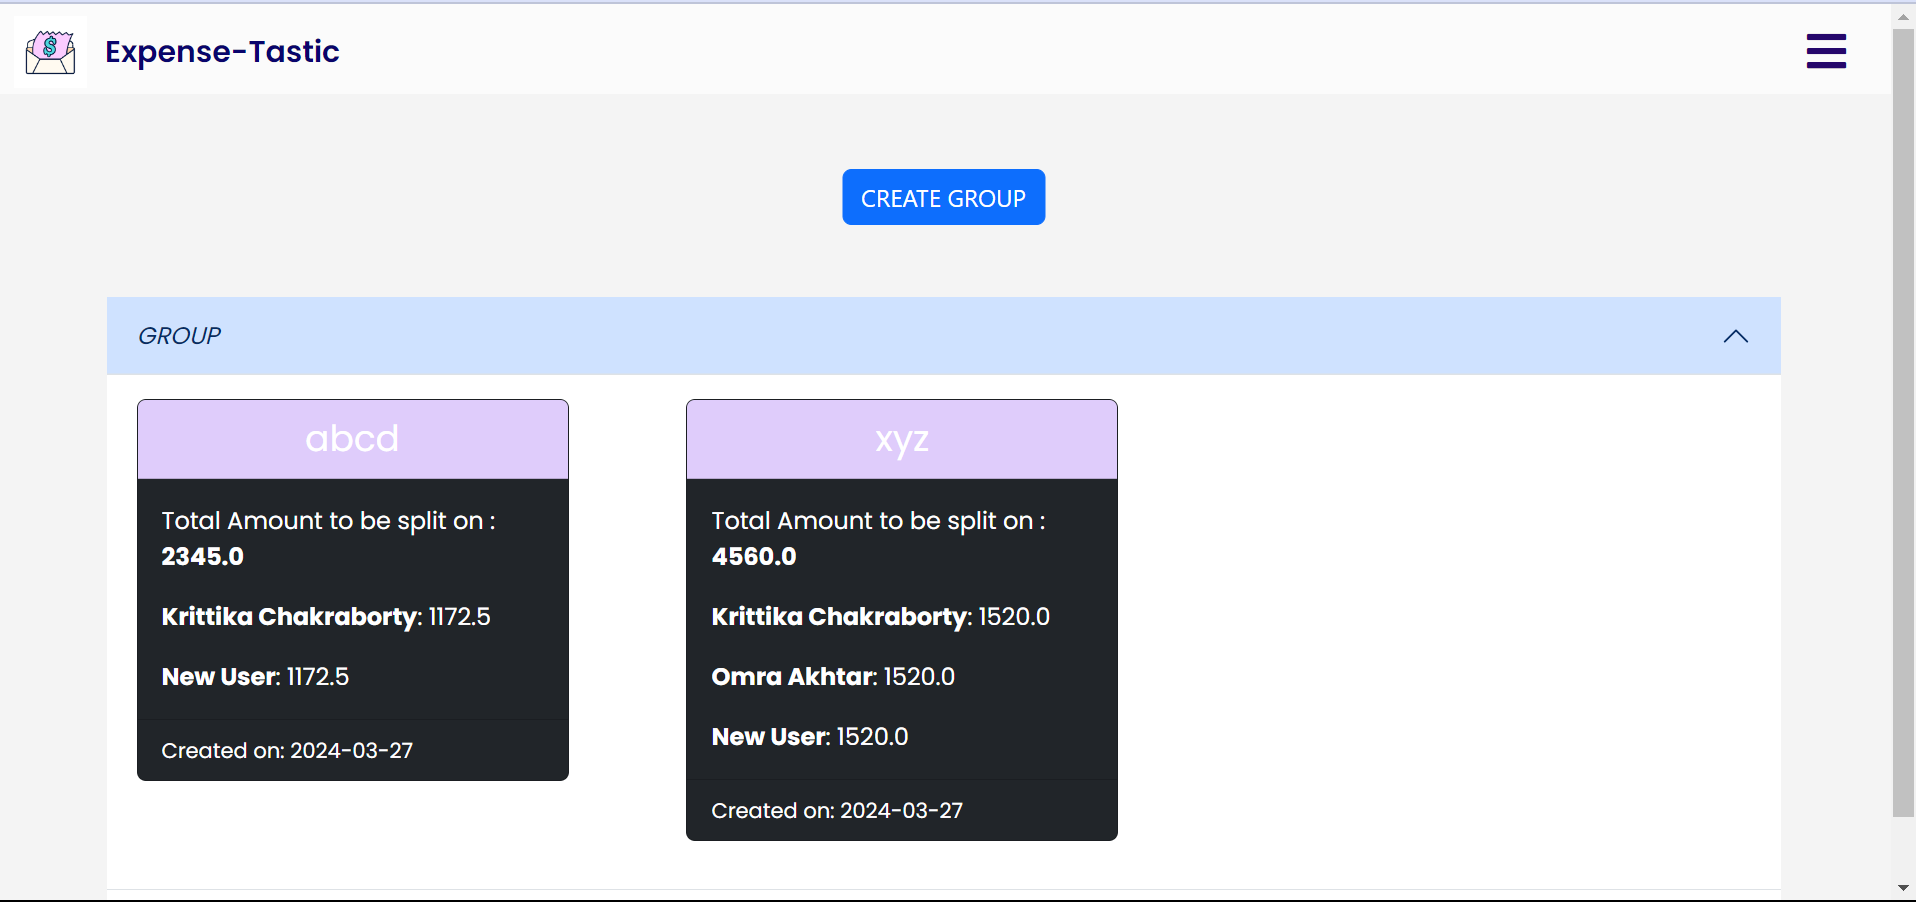 $
Expense-Tastic
CREATE GROUP
GROUP
abcd
Total Amount to be split on :
2345.0
Krittika Chakraborty: 1172.5
New User: 1172.5
Created on: 2024-03-27
xyz
Total Amount to be split on :
4560.0
Krittika Chakraborty: 1520.0
Omra Akhtar: 1520.0
New User: 1520.0
Created on: 2024-03-27